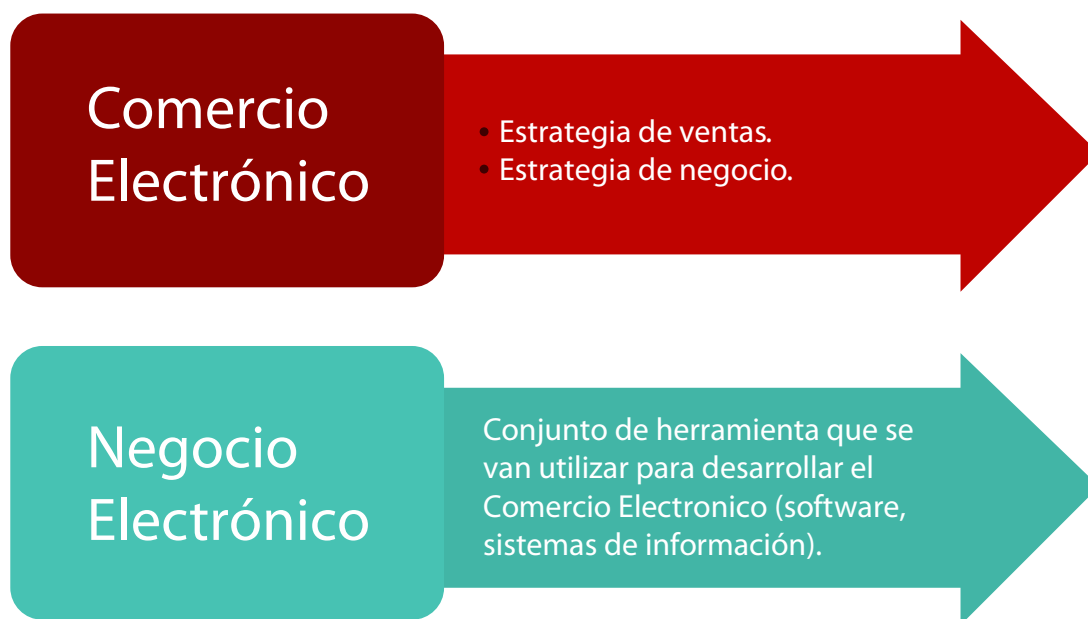 Comercio
Electrónico
• Estrategia de ventas.
• Estrategia de negocio.
Negocio
Electrónico
Conjunto de herramienta que se
van utilizar para desarrollar el
Comercio Electronico (software,
sistemas de información).